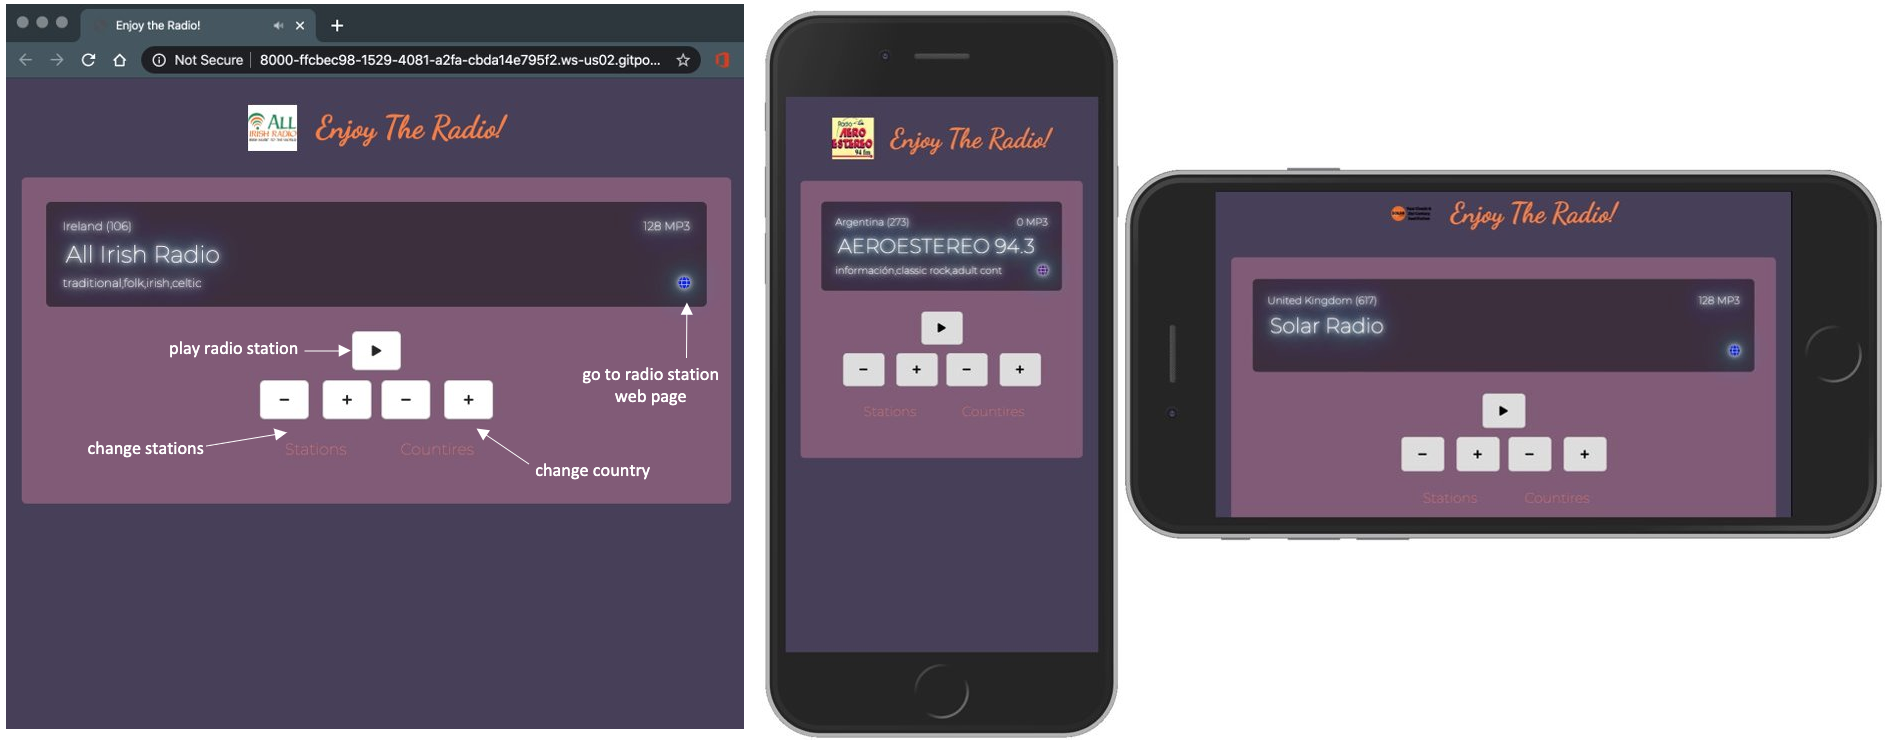 Enjoy the Radio!
Not Secure
8000-ffcbec98-1529-4081-a2fa-cbda14e795f2.ws-us02.gitpo...
ALL
IRISH RADIO
Enjoy The Radio!
Ireland (106)
128 MP3
All Irish Radio
traditional,folk,irish,celtic
play radio station
go to radio station
web page
change stations
Stations
Countires
change country
Radio
AERO
ESTEREO
94 fm
Enjoy The Radio!
Argentina (273)
0 MP3
AEROESTEREO 94.3
información,classic rock,adult cont
Stations
Countires
Enjoy The Radio!
United Kingdom (617)
128 MP3
Solar Radio
Stations
Countires